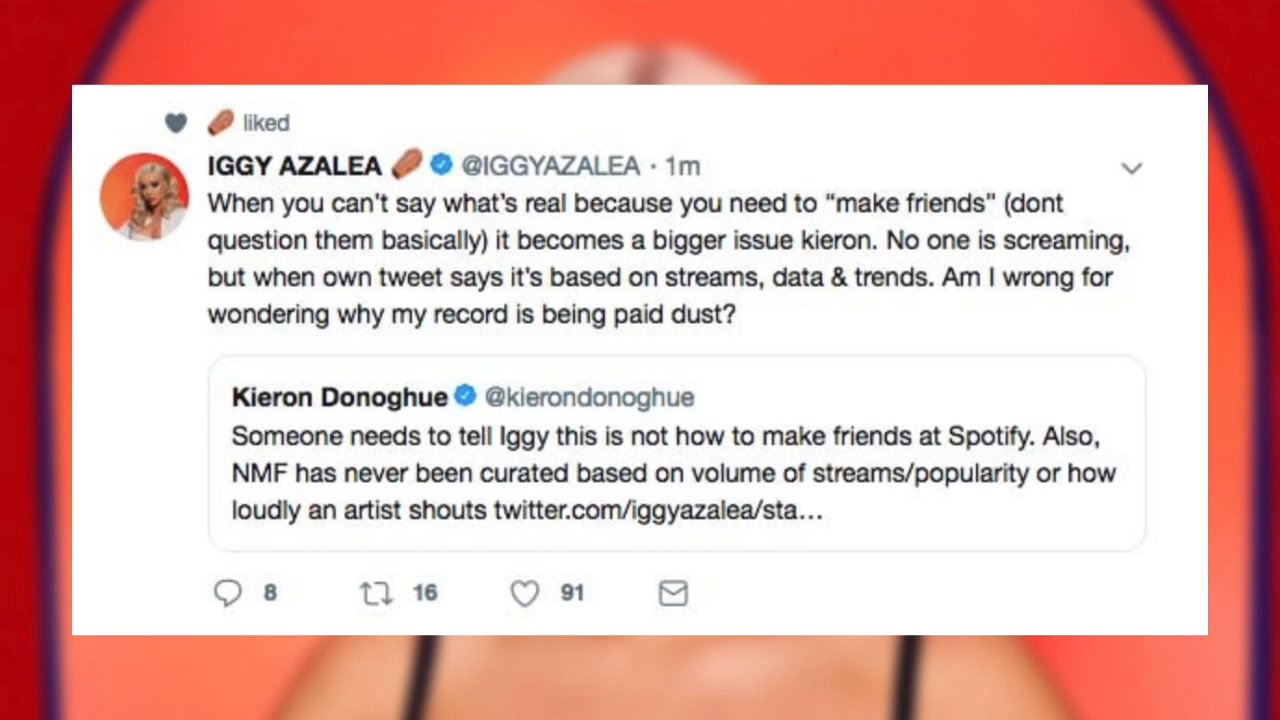 liked
IGGY AZALEA @IGGYAZALEA · 1m
When you can't say what's real because you need to “make friends" (dont
question them basically) it becomes a bigger issue kieron. No one is screaming,
but when own tweet says it's based on streams, data & trends. Am I wrong for
wondering why my record is being paid dust?
Kieron Donoghue @kierondonoghue
Someone needs to tell Iggy this is not how to make friends at Spotify. Also,
NMF has never been curated based on volume of streams/popularity or how
loudly an artist shouts twitter.com/iggyazalea/sta...
8 16 91